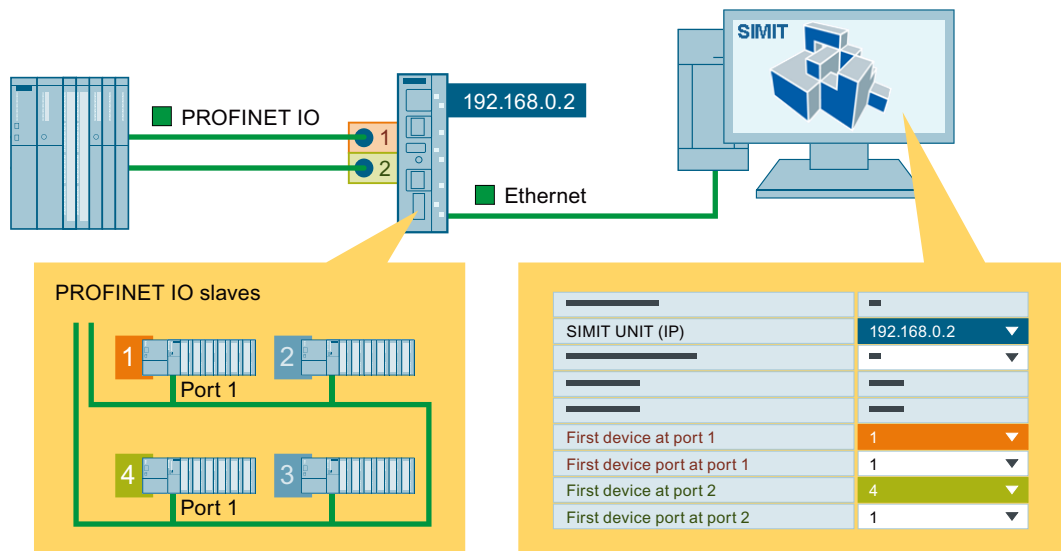 SIMIT
192.168.0.2
PROFINET IO
1
2
Ethernet
PROFINET IO slaves
1
2
Port 1
4
3
Port 1
SIMIT UNIT (IP) 192.168.0.2
First device at port 1 1
First device port at port 1 1
First device at port 2 4
First device port at port 2 1